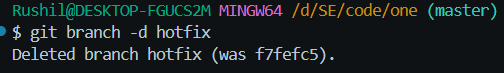 Rushil@DESKTOP-FGUCS2M MINGW64 /d/SE/code/one (master)
$ git branch -d hotfix
Deleted branch hotfix (was f7fefc5).